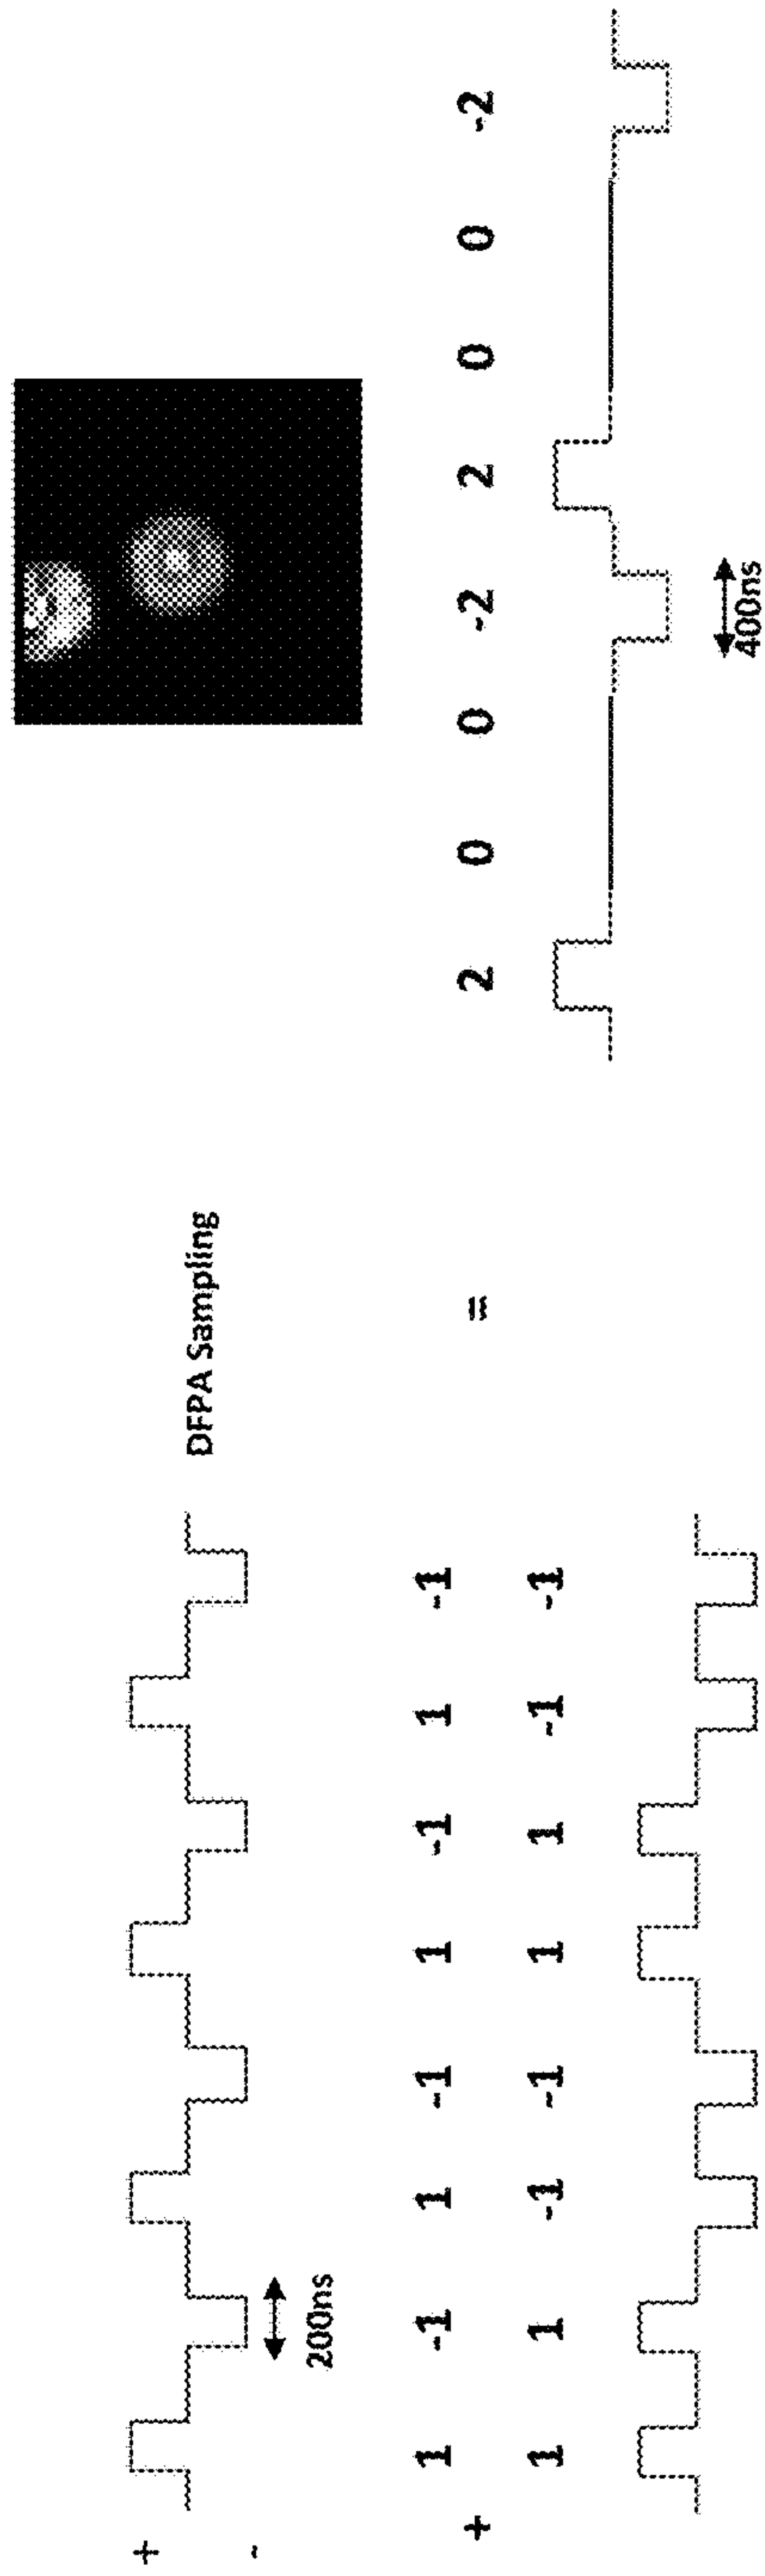 +
-
200ns
DFPA Sampling
1 -1 1 -1 1 -1 1 -1
+
=
1 1 -1 -1 1 1 -1 -1
2 0 0 -2 2 0 0 -2
400ns